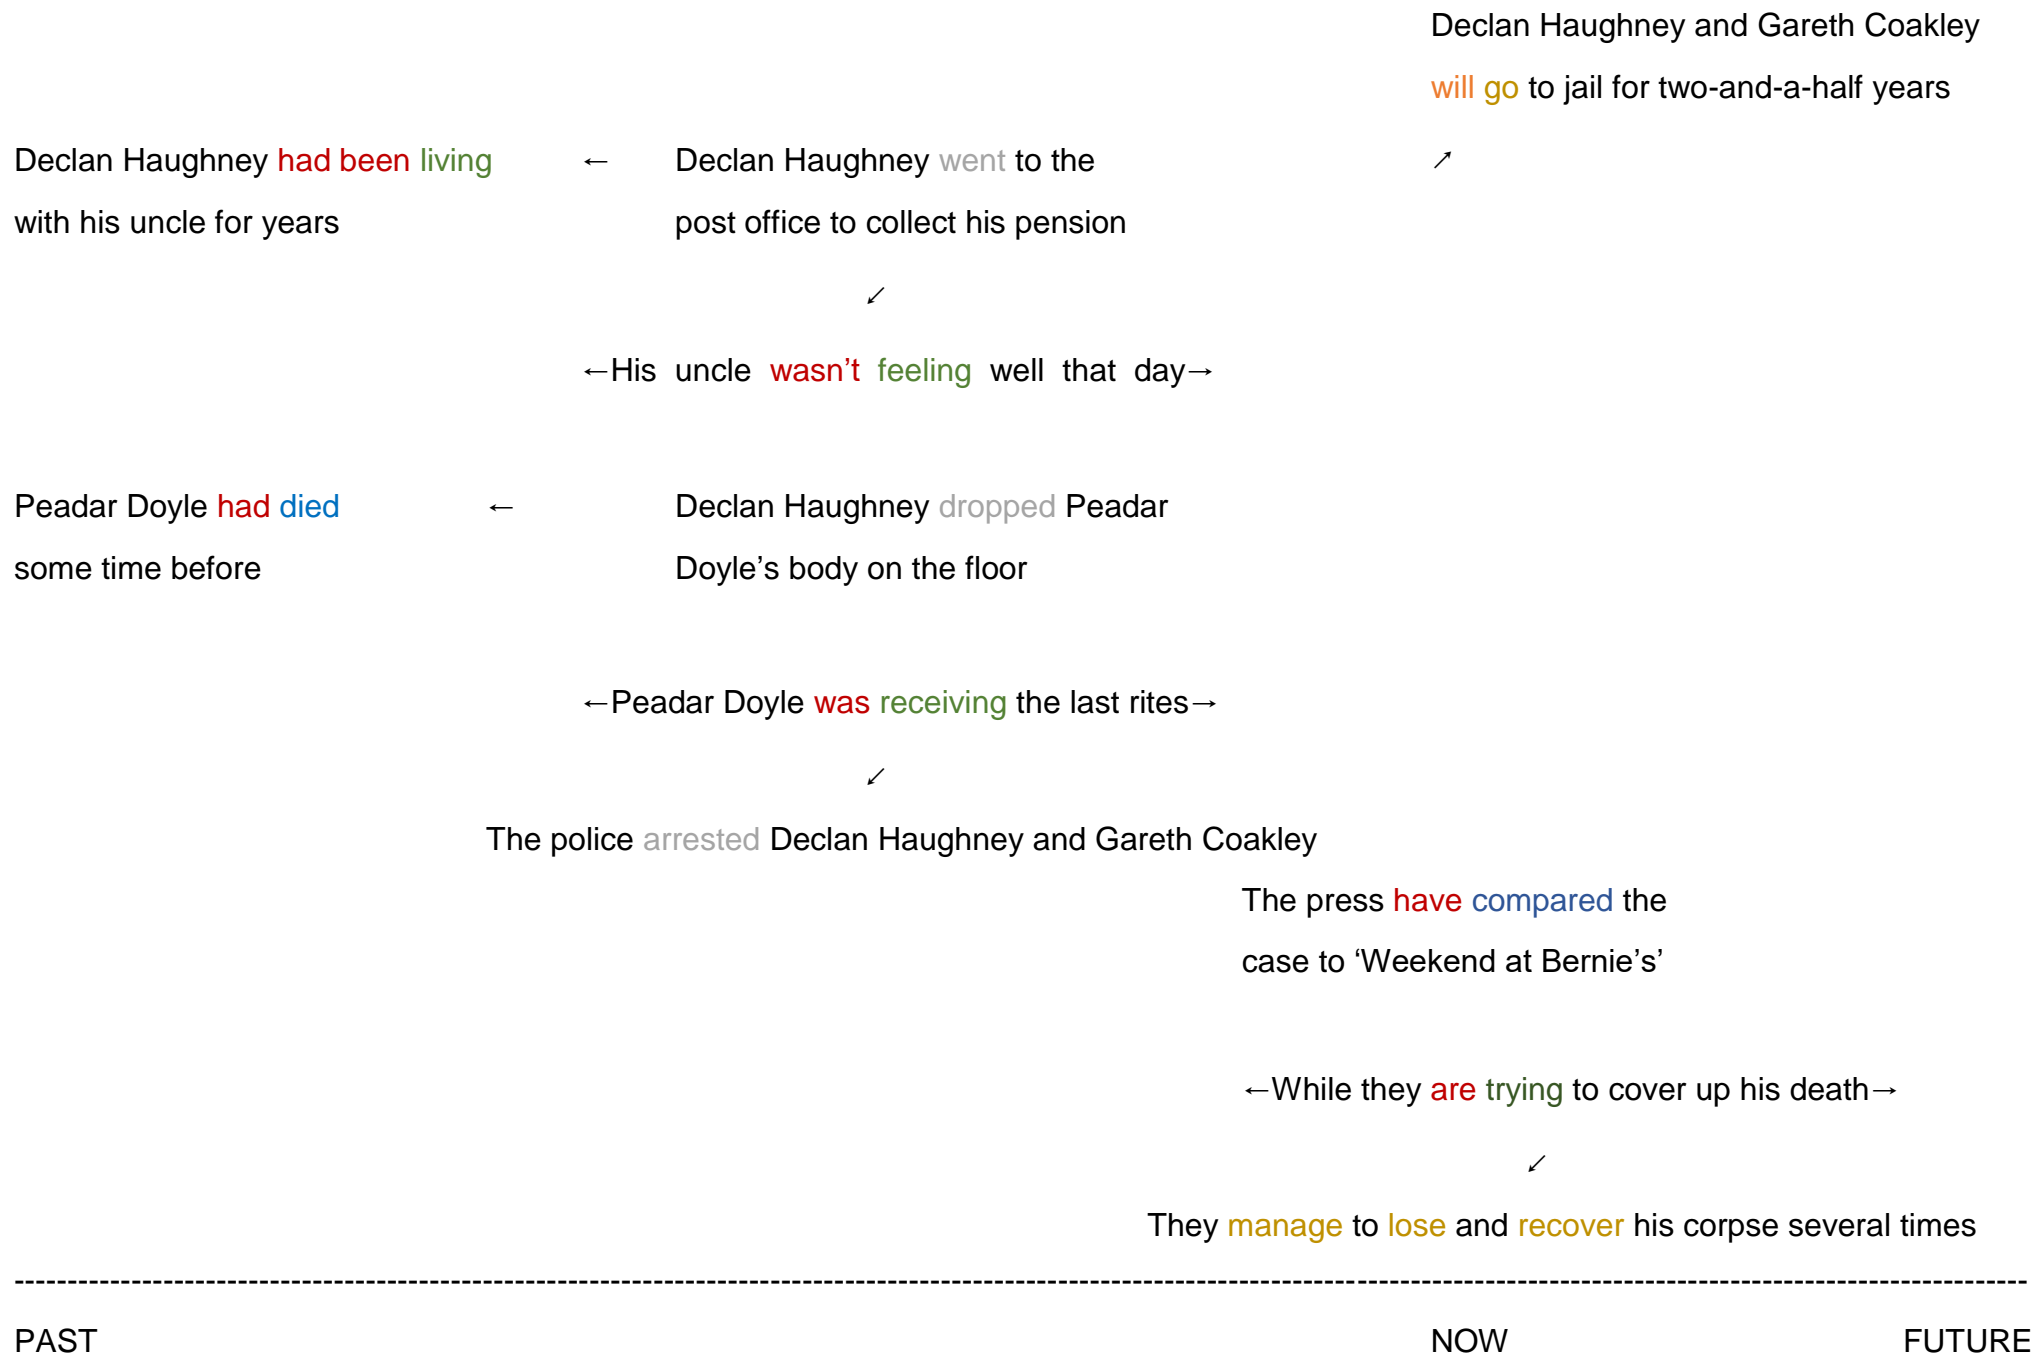 Declan Haughney and Gareth Coakley
will go to jail for two-and-a-half years
Declan Haughney had been living ← Declan Haughney went to the ↗
with his uncle for years post office to collect his pension
↙
←His uncle wasn’t feeling well that day→
Peadar Doyle had died ← Declan Haughney dropped Peadar
some time before Doyle’s body on the floor
←Peadar Doyle was receiving the last rites→
↙
The police arrested Declan Haughney and Gareth Coakley
The press have compared the
case to ‘Weekend at Bernie’s’
←While they are trying to cover up his death→
↙
They manage to lose and recover his corpse several times
PAST NOW FUTURE